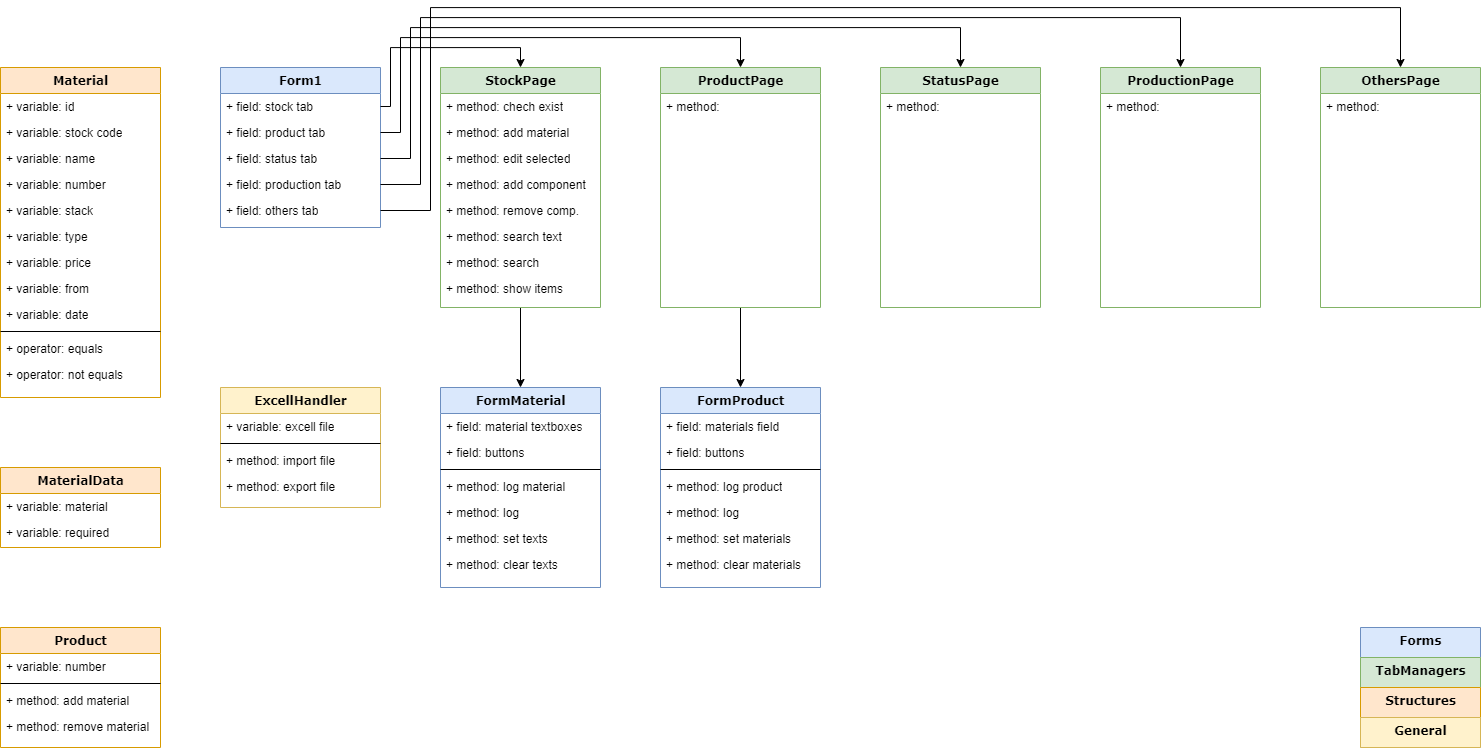 Material
+ variable: id
+ variable: stock code
+ variable: name
+ variable: number
+ variable: stack
+ variable: type
+ variable: price
+ variable: from
+ variable: date
+ operator: equals
+ operator: not equals
Form1
+ field: stock tab
+ field: product tab
+ field: status tab
+ field: production tab
+ field: others tab
StockPage
+ method: chech exist
+ method: add material
+ method: edit selected
+ method: add component
+ method: remove comp.
+ method: search text
+ method: search
+ method: show items
ProductPage
+ method:
StatusPage
+ method:
ProductionPage
+ method:
OthersPage
+ method:
ExcellHandler
+ variable: excell file
+ method: import file
+ method: export file
FormMaterial
+ field: material textboxes
+ field: buttons
+ method: log material
+ method: log
+ method: set texts
+ method: clear texts
FormProduct
+ field: materials field
+ field: buttons
+ method: log product
+ method: log
+ method: set materials
+ method: clear materials
MaterialData
+ variable: material
+ variable: required
Product
+ variable: number
+ method: add material
+ method: remove material
Forms
TabManagers
Structures
General